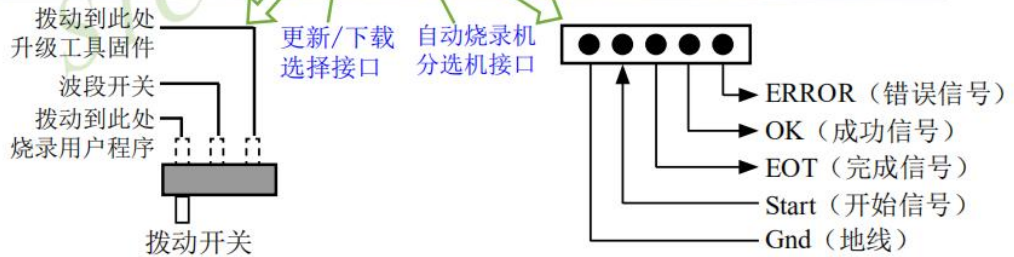 拨动到此处
升级工具固件
波段开关
拨动到此处
烧录用户程序
拨动开关
更新/下载
选择接口
自动烧录机
分选机接口
ERROR（错误信号）
OK（成功信号）
EOT（完成信号）
Start（开始信号）
Gnd（地线）